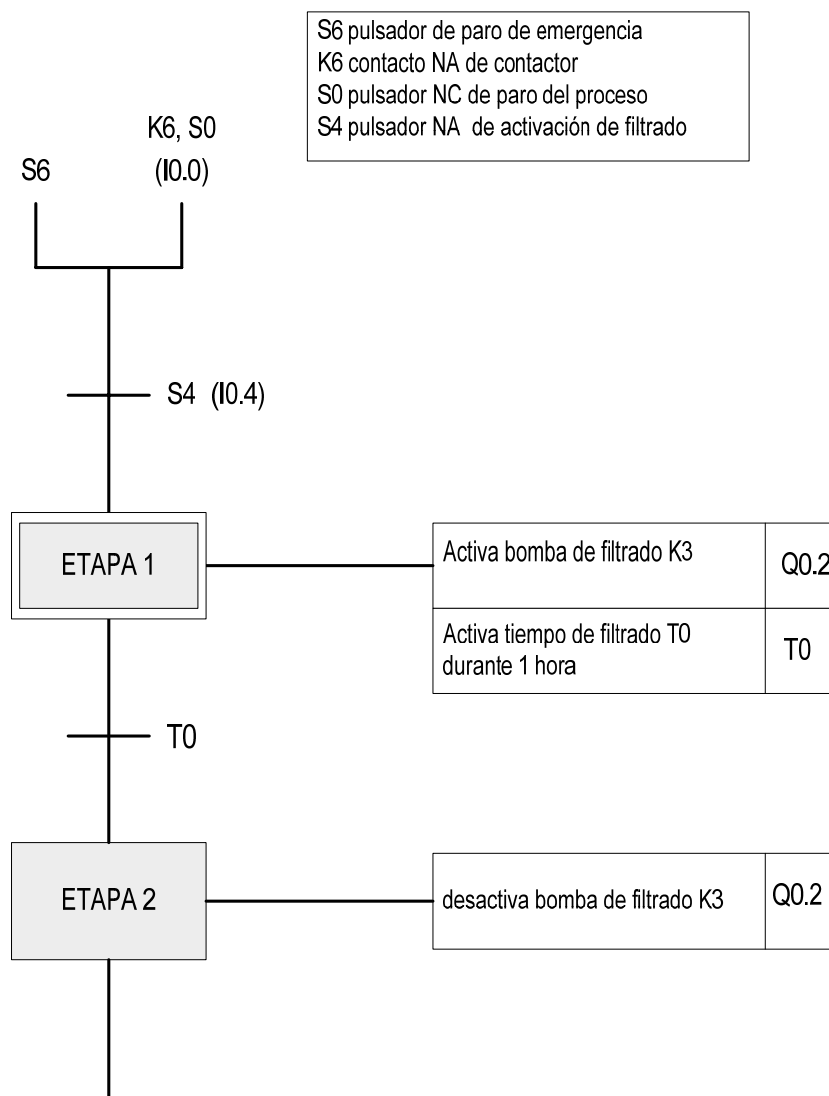 S6 pulsador de paro de emergencia
K6 contacto NA de contactor
S0 pulsador NC de paro del proceso
S4 pulsador NA de activación de filtrado
K6, S0
S6
(I0.0)
S4 (I0.4)
ETAPA 1
Activa bomba de filtrado K3
Q0.2
Activa tiempo de filtrado T0
durante 1 hora
T0
T0
ETAPA 2
desactiva bomba de filtrado K3
Q0.2